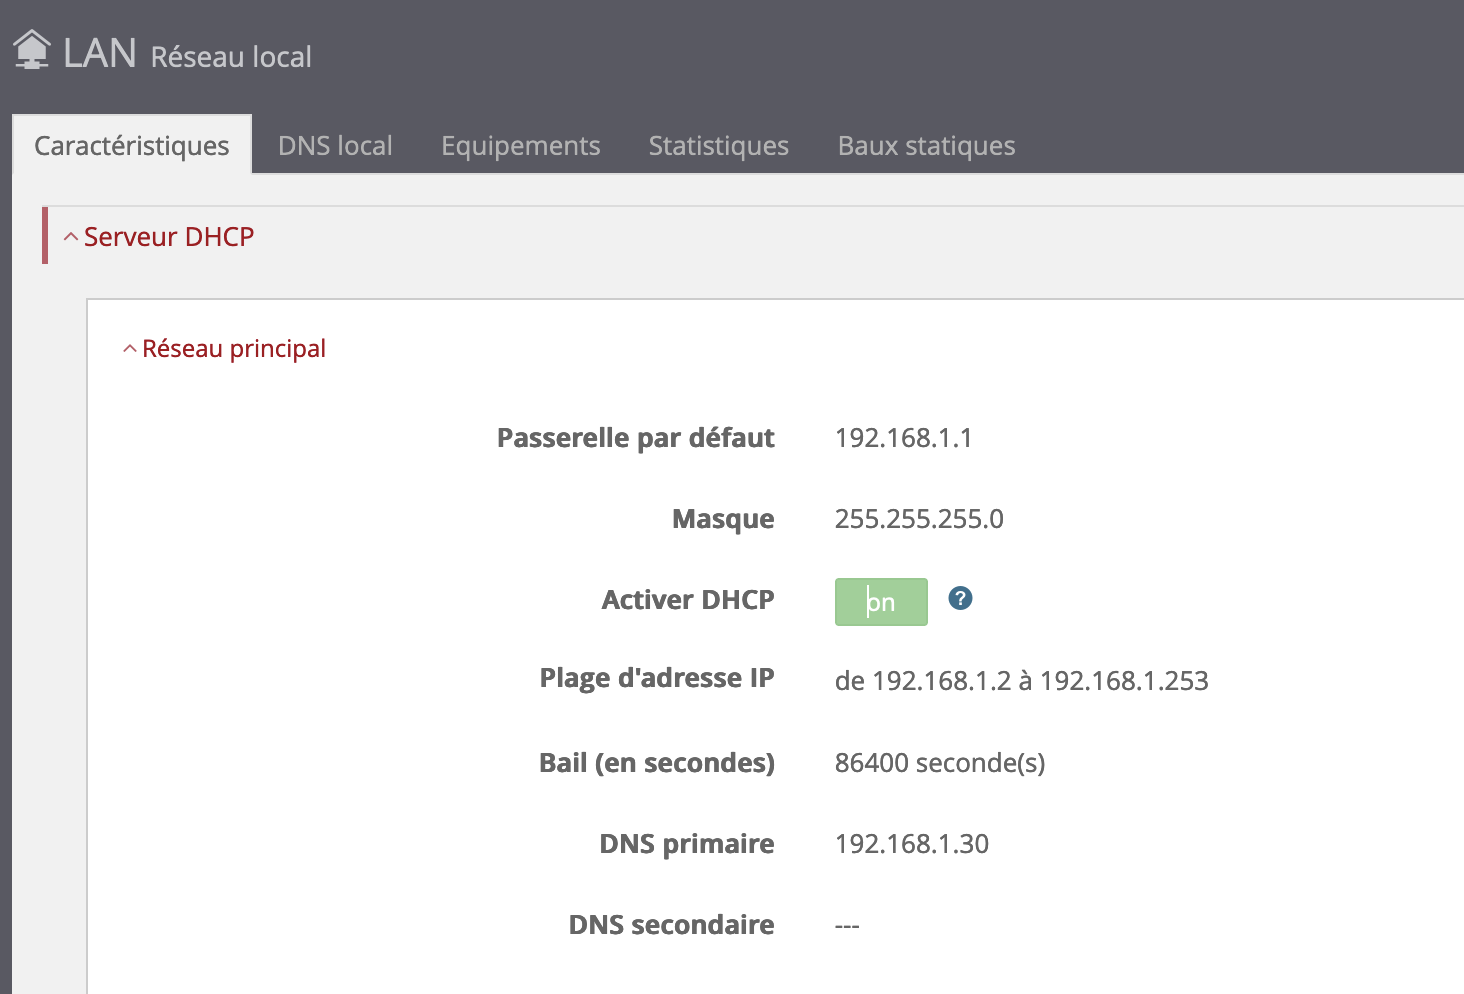 LAN Réseau local
Caractéristiques DNS local Equipements Statistiques Baux statiques
Serveur DHCP
Réseau principal
Passerelle par défaut 192.168.1.1
Masque 255.255.255.0
Activer DHCP on ?
Plage d'adresse IP de 192.168.1.2 à 192.168.1.253
Bail (en secondes) 86400 seconde(s)
DNS primaire 192.168.1.30
DNS secondaire ---